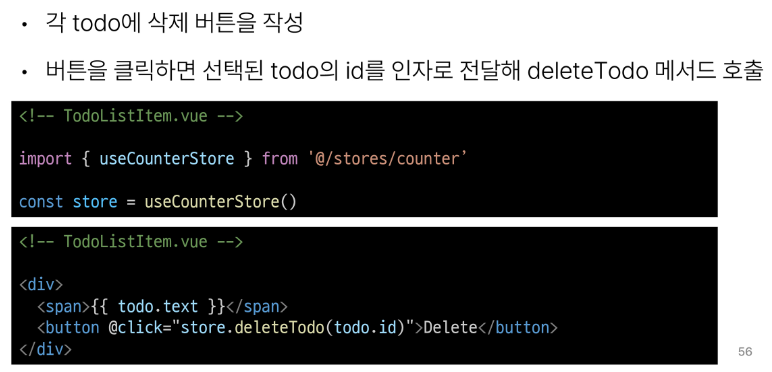 • 각 todo에 삭제 버튼을 작성
• 버튼을 클릭하면 선택된 todo의 id를 인자로 전달해 deleteTodo 메서드 호출
<!-- TodoListItem.vue -->
import { useCounterStore } from '@/stores/counter’
const store = useCounterStore()
<!-- TodoListItem.vue -->
<div>
  <span>{{ todo.text }}</span>
  <button @click="store.deleteTodo(todo.id)">Delete</button>
</div>
56